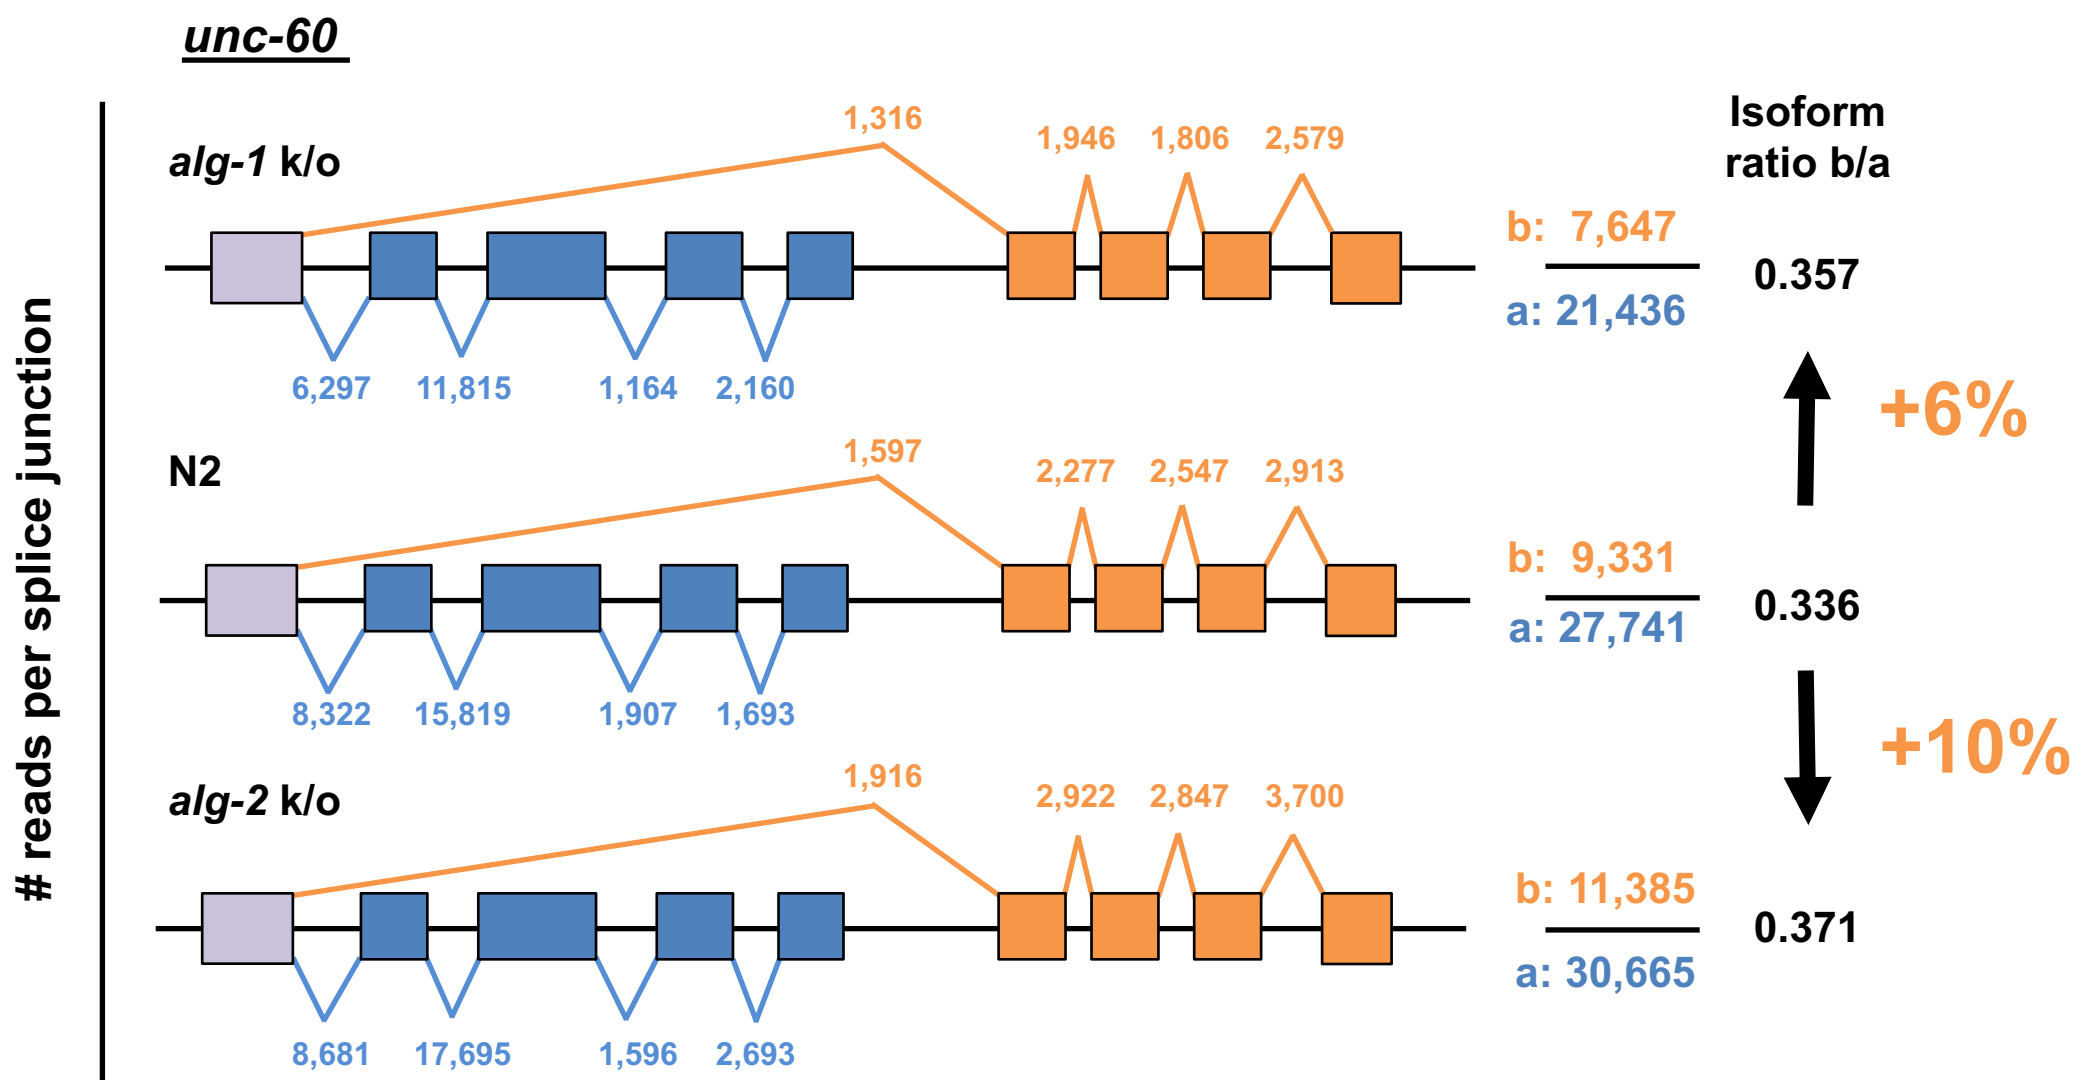 unc-60
# reads per splice junction
Isoform
ratio b/a
alg-1 k/o
1,316
1,946 1,806 2,579
6,297 11,815 1,164 2,160
b: 7,647
a: 21,436
0.357
+6%
N2
1,597
2,277 2,547 2,913
8,322 15,819 1,907 1,693
b: 9,331
a: 27,741
0.336
+10%
alg-2 k/o
1,916
2,922 2,847 3,700
8,681 17,695 1,596 2,693
b: 11,385
a: 30,665
0.371